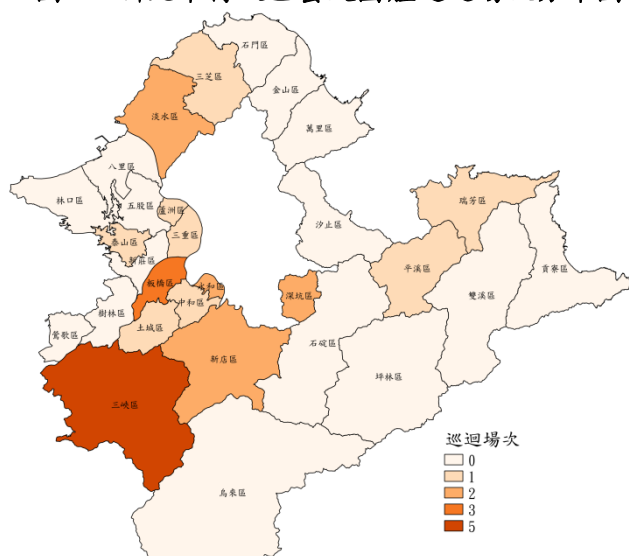 石門區
三芝區
金山區
淡水區
萬里區
八里區
林口區
五股區
蘆洲區
汐止區
瑞芳區
泰山區
三重區
新莊區
平溪區
貢寮區
板橋區
永和區
深坑區
雙溪區
中和區
樹林區
土城區
鶯歌區
石碇區
新店區
坪林區
三峽區
烏來區
巡迴場次
0
1
2
3
5